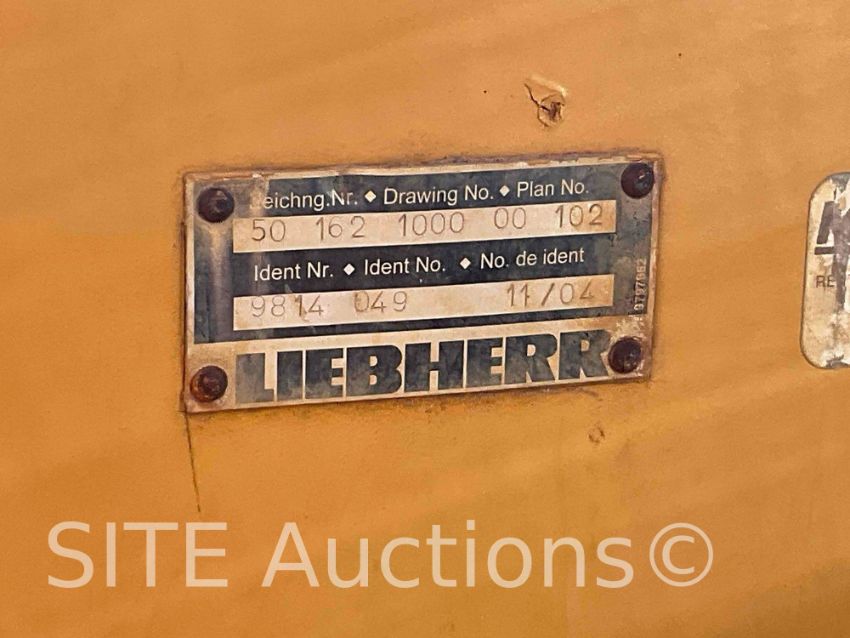 Zeichng.Nr. ◆ Drawing No. ◆ Plan No.
50 162 1000 00 102
Ident Nr. ◆ Ident No. ◆ No. de ident
9814 049 11/04
LIEBHERR
SITE Auctions©